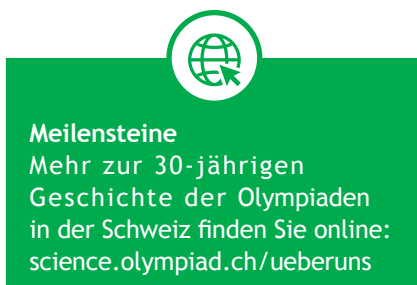 Meilensteine
Mehr zur 30-jährigen
Geschichte der Olympiaden
in der Schweiz finden Sie online:
science.olympiad.ch/ueberuns